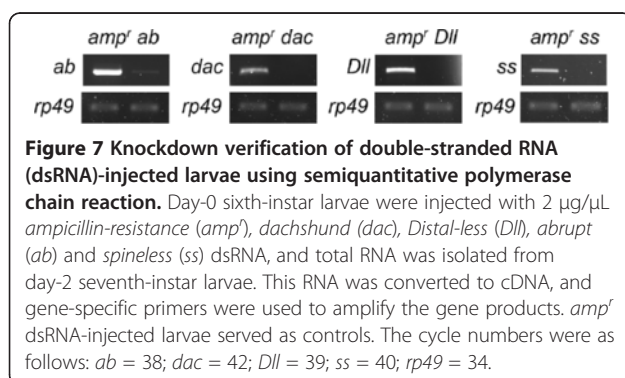 ampʳ ab ampʳ dac ampʳ Dll ampʳ ss
ab dac Dll ss
rp49 rp49 rp49 rp49
Figure 7 Knockdown verification of double-stranded RNA
(dsRNA)-injected larvae using semiquantitative polymerase
chain reaction. Day-0 sixth-instar larvae were injected with 2 μg/μL
ampicillin-resistance (ampʳ), dachshund (dac), Distal-less (Dll), abrupt
(ab) and spineless (ss) dsRNA, and total RNA was isolated from
day-2 seventh-instar larvae. This RNA was converted to cDNA, and
gene-specific primers were used to amplify the gene products. ampʳ
dsRNA-injected larvae served as controls. The cycle numbers were as
follows: ab = 38; dac = 42; Dll = 39; ss = 40; rp49 = 34.